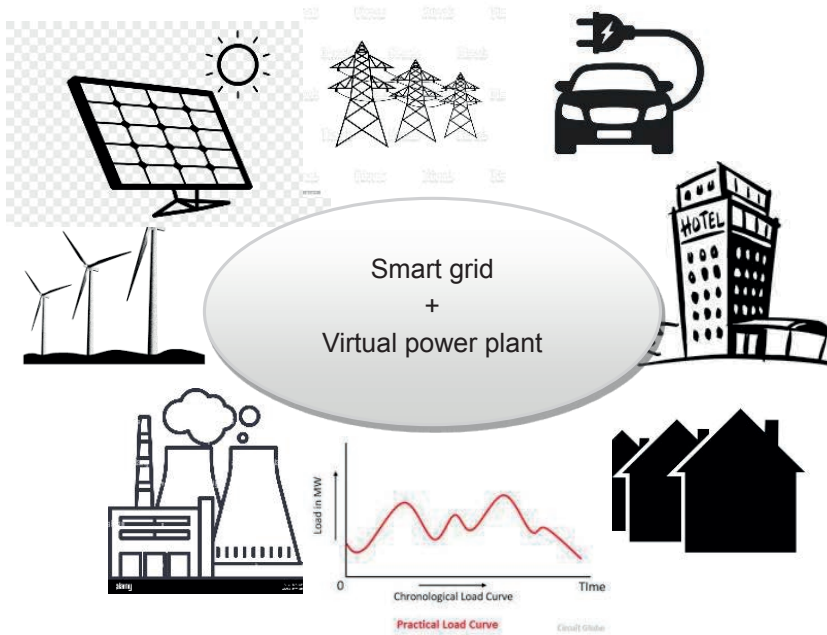 HOTEL
Smart grid
+
Virtual power plant
Load in MW
0
Time
Chronological Load Curve
Practical Load Curve
Circuit Globe
alamy